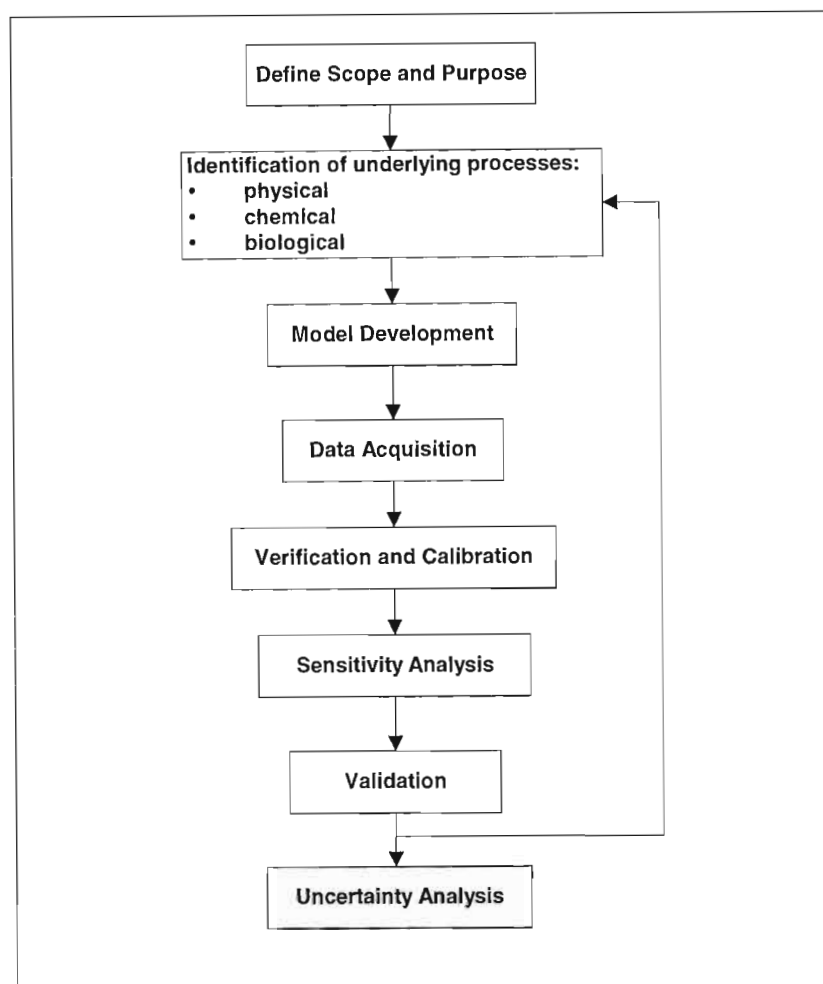 Define Scope and Purpose
Identification of underlying processes:
• physical
• chemical
• biological
Model Development
Data Acquisition
Verification and Calibration
Sensitivity Analysis
Validation
Uncertainty Analysis